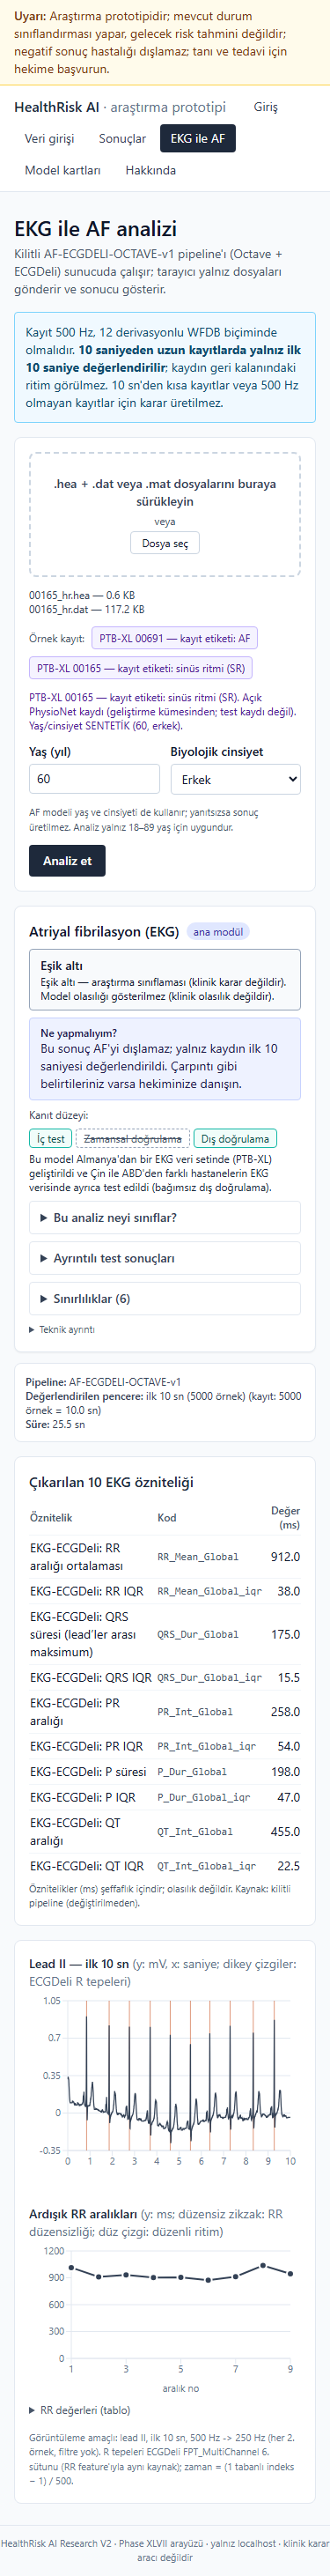 Uyarı: Araştırma prototipidir; mevcut durum
sınıflandırması yapar, gelecek risk tahmini değildir;
negatif sonuç hastalığı dışlamaz; tanı ve tedavi için
hekime başvurun.
HealthRisk AI · araştırma prototipi
Giriş
Veri girişi
Sonuçlar
EKG ile AF
Model kartları
Hakkında
EKG ile AF analizi
Kilitli AF-ECGDELI-OCTAVE-v1 pipeline'ı (Octave +
ECGDeli) sunucuda çalışır; tarayıcı yalnız dosyaları
gönderir ve sonucu gösterir.
Kayıt 500 Hz, 12 derivasyonlu WFDB biçiminde
olmalıdır. 10 saniyeden uzun kayıtlarda yalnız ilk
10 saniye değerlendirilir; kaydın geri kalanındaki
ritim görülmez. 10 sn'den kısa kayıtlar veya 500 Hz
olmayan kayıtlar için karar üretilmez.
.hea + .dat veya .mat dosyalarını buraya
sürükleyin
veya
Dosya seç
00165_hr.hea — 0.6 KB
00165_hr.dat — 117.2 KB
Örnek kayıt:
PTB-XL 00691 — kayıt etiketi: AF
PTB-XL 00165 — kayıt etiketi: sinüs ritmi (SR)
PTB-XL 00165 — kayıt etiketi: sinüs ritmi (SR). Açık
PhysioNet kaydı (geliştirme kümesinden; test kaydı değil).
Yaş/cinsiyet SENTETİK (60, erkek).
Yaş (yıl)
Biyolojik cinsiyet
60
Erkek
AF modeli yaş ve cinsiyeti de kullanır; yanıtsızsa sonuç
üretilmez. Analiz yalnız 18–89 yaş için uygundur.
Analiz et
Atriyal fibrilasyon (EKG)
ana modül
Eşik altı
Eşik altı — araştırma sınıflaması (klinik karar değildir).
Model olasılığı gösterilmez (klinik olasılık değildir).
Ne yapmalıyım?
Bu sonuç AF'yi dışlamaz; yalnız kaydın ilk 10
saniyesi değerlendirildi. Çarpıntı gibi
belirtileriniz varsa hekiminize danışın.
Kanıt düzeyi:
İç test
Zamansal doğrulama
Dış doğrulama
Bu model Almanya'dan bir EKG veri setinde (PTB-XL)
geliştirildi ve Çin ile ABD'den farklı hastanelerin EKG
verisinde ayrıca test edildi (bağımsız dış doğrulama).
▶ Bu analiz neyi sınıflar?
▶ Ayrıntılı test sonuçları
▶ Sınırlılıklar (6)
▶ Teknik ayrıntı
Pipeline: AF-ECGDELI-OCTAVE-v1
Değerlendirilen pencere: ilk 10 sn (5000 örnek) (kayıt: 5000
örnek = 10.0 sn)
Süre: 25.5 sn
Çıkarılan 10 EKG özniteliği
Öznitelik
Kod
Değer
(ms)
EKG-ECGDeli: RR
aralığı ortalaması
RR_Mean_Global
912.0
EKG-ECGDeli: RR IQR
RR_Mean_Global_iqr
38.0
EKG-ECGDeli: QRS
süresi (lead'ler arası
maksimum)
QRS_Dur_Global
175.0
EKG-ECGDeli: QRS IQR
QRS_Dur_Global_iqr
15.5
EKG-ECGDeli: PR
aralığı
PR_Int_Global
258.0
EKG-ECGDeli: PR IQR
PR_Int_Global_iqr
54.0
EKG-ECGDeli: P süresi
P_Dur_Global
198.0
EKG-ECGDeli: P IQR
P_Dur_Global_iqr
47.0
EKG-ECGDeli: QT
aralığı
QT_Int_Global
455.0
EKG-ECGDeli: QT IQR
QT_Int_Global_iqr
22.5
Öznitelikler (ms) şeffaflık içindir; olasılık değildir. Kaynak: kilitli
pipeline (değiştirilmeden).
Lead II — ilk 10 sn (y: mV, x: saniye; dikey çizgiler:
ECGDeli R tepeleri)
1.05
0.7
0.35
0
-0.35
0 1 2 3 4 5 6 7 8 9 10
Ardışık RR aralıkları (y: ms; düzensiz zikzak: RR
düzensizliği; düz çizgi: düzenli ritim)
1200
900
600
300
0
1 3 5 7 9
aralık no
▶ RR değerleri (tablo)
Görüntüleme amaçlı: lead II, ilk 10 sn, 500 Hz -> 250 Hz (her 2.
örnek, filtre yok). R tepeleri ECGDeli FPT_MultiChannel 6.
sütunu (RR feature'ıyla aynı kaynak); zaman = (1 tabanlı indeks
− 1) / 500.
HealthRisk AI Research V2 · Phase XLVII arayüzü · yalnız localhost · klinik karar
aracı değildir